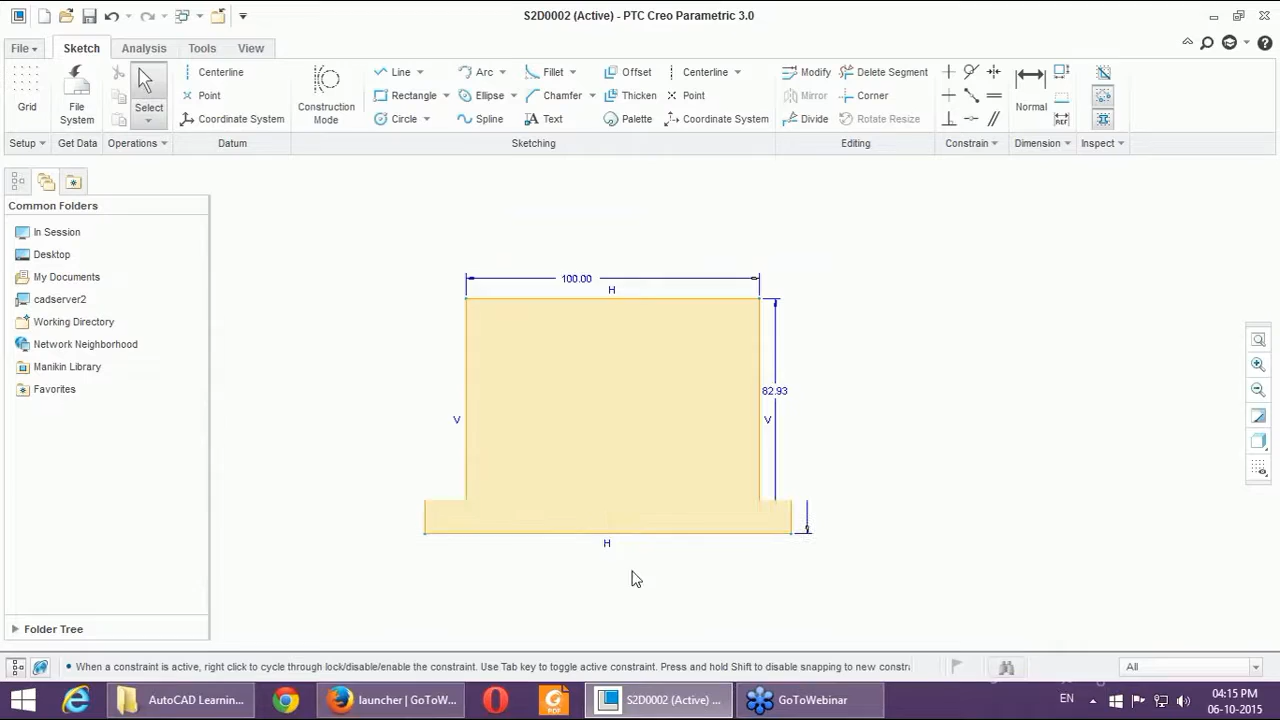 S2D0002 (Active) - PTC Creo Parametric 3.0
File Sketch Analysis Tools View
Grid
File System
Select
Centerline
Point
Coordinate System
Construction Mode
Line Arc Fillet Offset Centerline
Rectangle Ellipse Chamfer Thicken Point
Circle Spline Text Palette Coordinate System
Modify Delete Segment
Mirror Corner
Divide Rotate Resize
Normal
REF
Setup Get Data Operations Datum Sketching Editing Constrain Dimension Inspect
Common Folders
In Session
Desktop
My Documents
cadserver2
Working Directory
Network Neighborhood
Manikin Library
Favorites
Folder Tree
100.00
H
82.93
V
V
H
When a constraint is active, right click to cycle through lock/disable/enable the constraint. Use Tab key to toggle active constraint. Press and hold Shift to disable snapping to new constr
All
AutoCAD Learnin...
launcher | GoToW...
PDF
S2D0002 (Active) ...
GoToWebinar
EN
04:15 PM
06-10-2015